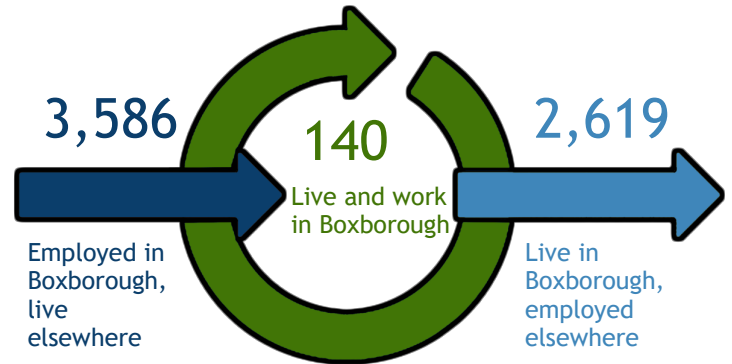 3,586
Employed in
Boxborough,
live
elsewhere
140
Live and work
in Boxborough
2,619
Live in
Boxborough,
employed
elsewhere